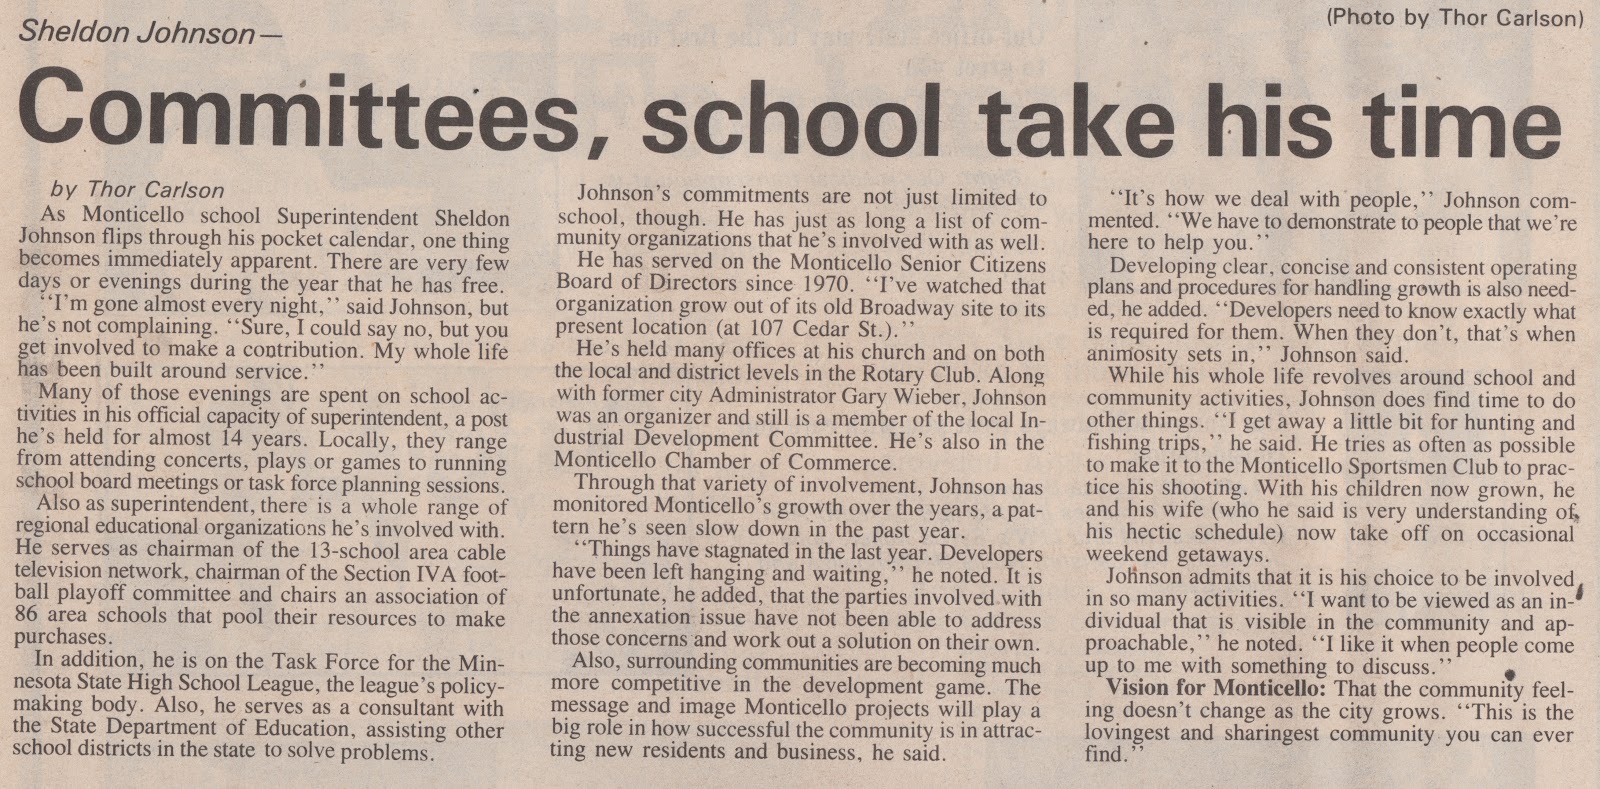 (Photo by Thor Carlson)
Sheldon Johnson—
Committees, school take his time
by Thor Carlson
As Monticello school Superintendent Sheldon
Johnson flips through his pocket calendar, one thing
becomes immediately apparent. There are very few
days or evenings during the year that he has free.
‘‘I’m gone almost every night,’’ said Johnson, but
he’s not complaining. ‘‘Sure, I could say no, but you
get involved to make a contribution. My whole life
has been built around service.’’
Many of those evenings are spent on school ac-
tivities in his official capacity of superintendent, a post
he’s held for almost 14 years. Locally, they range
from attending concerts, plays or games to running
school board meetings or task force planning sessions.
Also as superintendent, there is a whole range of
regional educational organizations he’s involved with.
He serves as chairman of the 13-school area cable
television network, chairman of the Section IVA foot-
ball playoff committee and chairs an association of
86 area schools that pool their resources to make
purchases.
In addition, he is on the Task Force for the Min-
nesota State High School League, the league’s policy-
making body. Also, he serves as a consultant with
the State Department of Education, assisting other
school districts in the state to solve problems.
Johnson’s commitments are not just limited to
school, though. He has just as long a list of com-
munity organizations that he’s involved with as well.
He has served on the Monticello Senior Citizens
Board of Directors since 1970. ‘‘I’ve watched that
organization grow out of its old Broadway site to its
present location (at 107 Cedar St.).’’
He’s held many offices at his church and on both
the local and district levels in the Rotary Club. Along
with former city Administrator Gary Wieber, Johnson
was an organizer and still is a member of the local In-
dustrial Development Committee. He’s also in the
Monticello Chamber of Commerce.
Through that variety of involvement, Johnson has
monitored Monticello’s growth over the years, a pat-
tern he’s seen slow down in the past year.
‘‘Things have stagnated in the last year. Developers
have been left hanging and waiting,’’ he noted. It is
unfortunate, he added, that the parties involved with
the annexation issue have not been able to address
those concerns and work out a solution on their own.
Also, surrounding communities are becoming much
more competitive in the development game. The
message and image Monticello projects will play a
big role in how successful the community is in attrac-
ting new residents and business, he said.
‘‘It’s how we deal with people,’’ Johnson com-
mented. ‘‘We have to demonstrate to people that we’re
here to help you.’’
Developing clear, concise and consistent operating
plans and procedures for handling growth is also need-
ed, he added. ‘‘Developers need to know exactly what
is required for them. When they don’t, that’s when
animosity sets in,’’ Johnson said.
While his whole life revolves around school and
community activities, Johnson does find time to do
other things. ‘‘I get away a little bit for hunting and
fishing trips,’’ he said. He tries as often as possible
to make it to the Monticello Sportsmen Club to prac-
tice his shooting. With his children now grown, he
and his wife (who he said is very understanding of
his hectic schedule) now take off on occasional
weekend getaways.
Johnson admits that it is his choice to be involved
in so many activities. ‘‘I want to be viewed as an in-
dividual that is visible in the community and ap-
proachable,’’ he noted. ‘‘I like it when people come
up to me with something to discuss.’’
Vision for Monticello: That the community feel-
ing doesn’t change as the city grows. ‘‘This is the
lovingest and sharingest community you can ever
find.’’